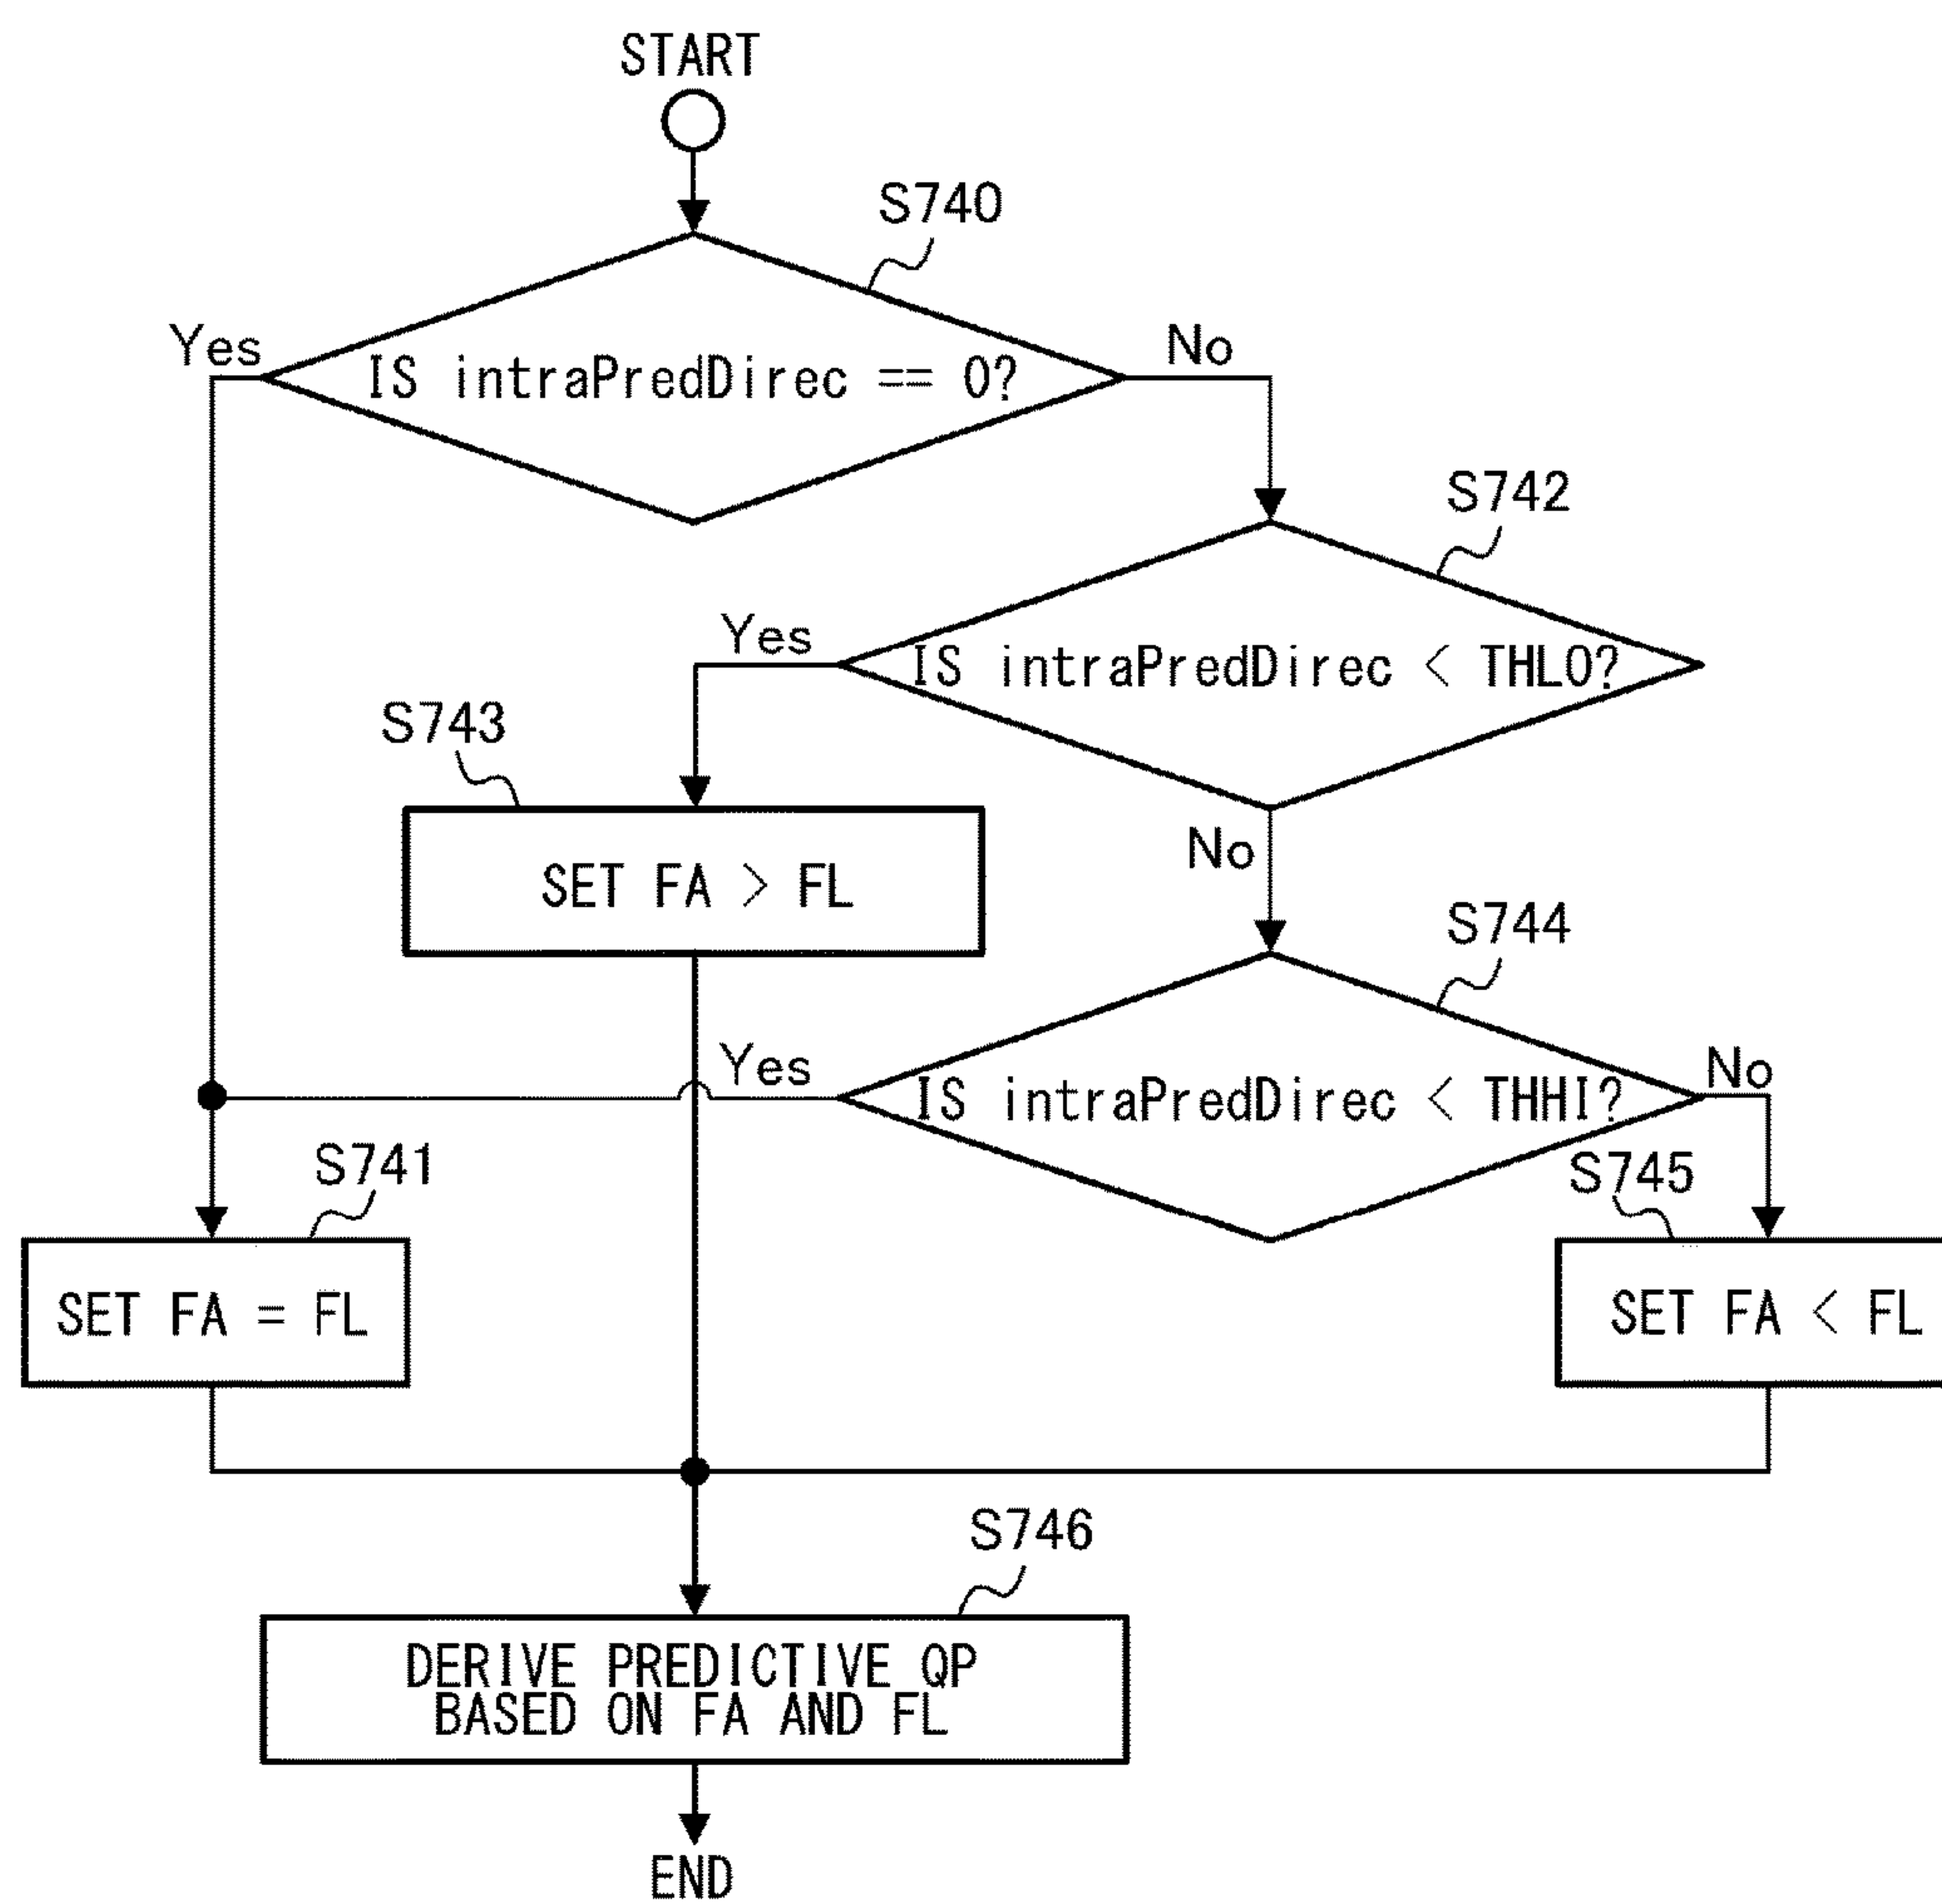 START
S740
Yes
IS intraPredDirec == 0?
No
S742
Yes
IS intraPredDirec < THLO?
S743
No
SET FA > FL
S744
Yes
IS intraPredDirec < THHI?
No
S741
S745
SET FA = FL
SET FA < FL
S746
DERIVE PREDICTIVE QP
BASED ON FA AND FL
END